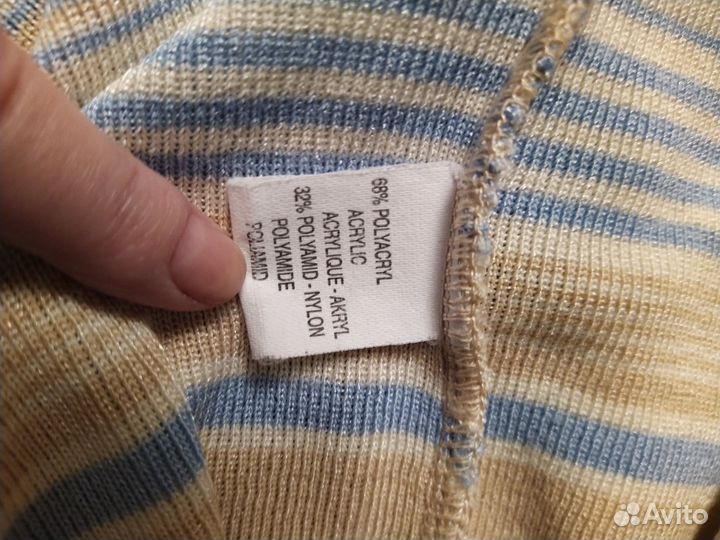 68% POLYACRYL
ACRYLIC
ACRYLIQUE - AKRYL
32% POLYAMID - NYLON
POLYAMIDE
POLIAMID
Avito